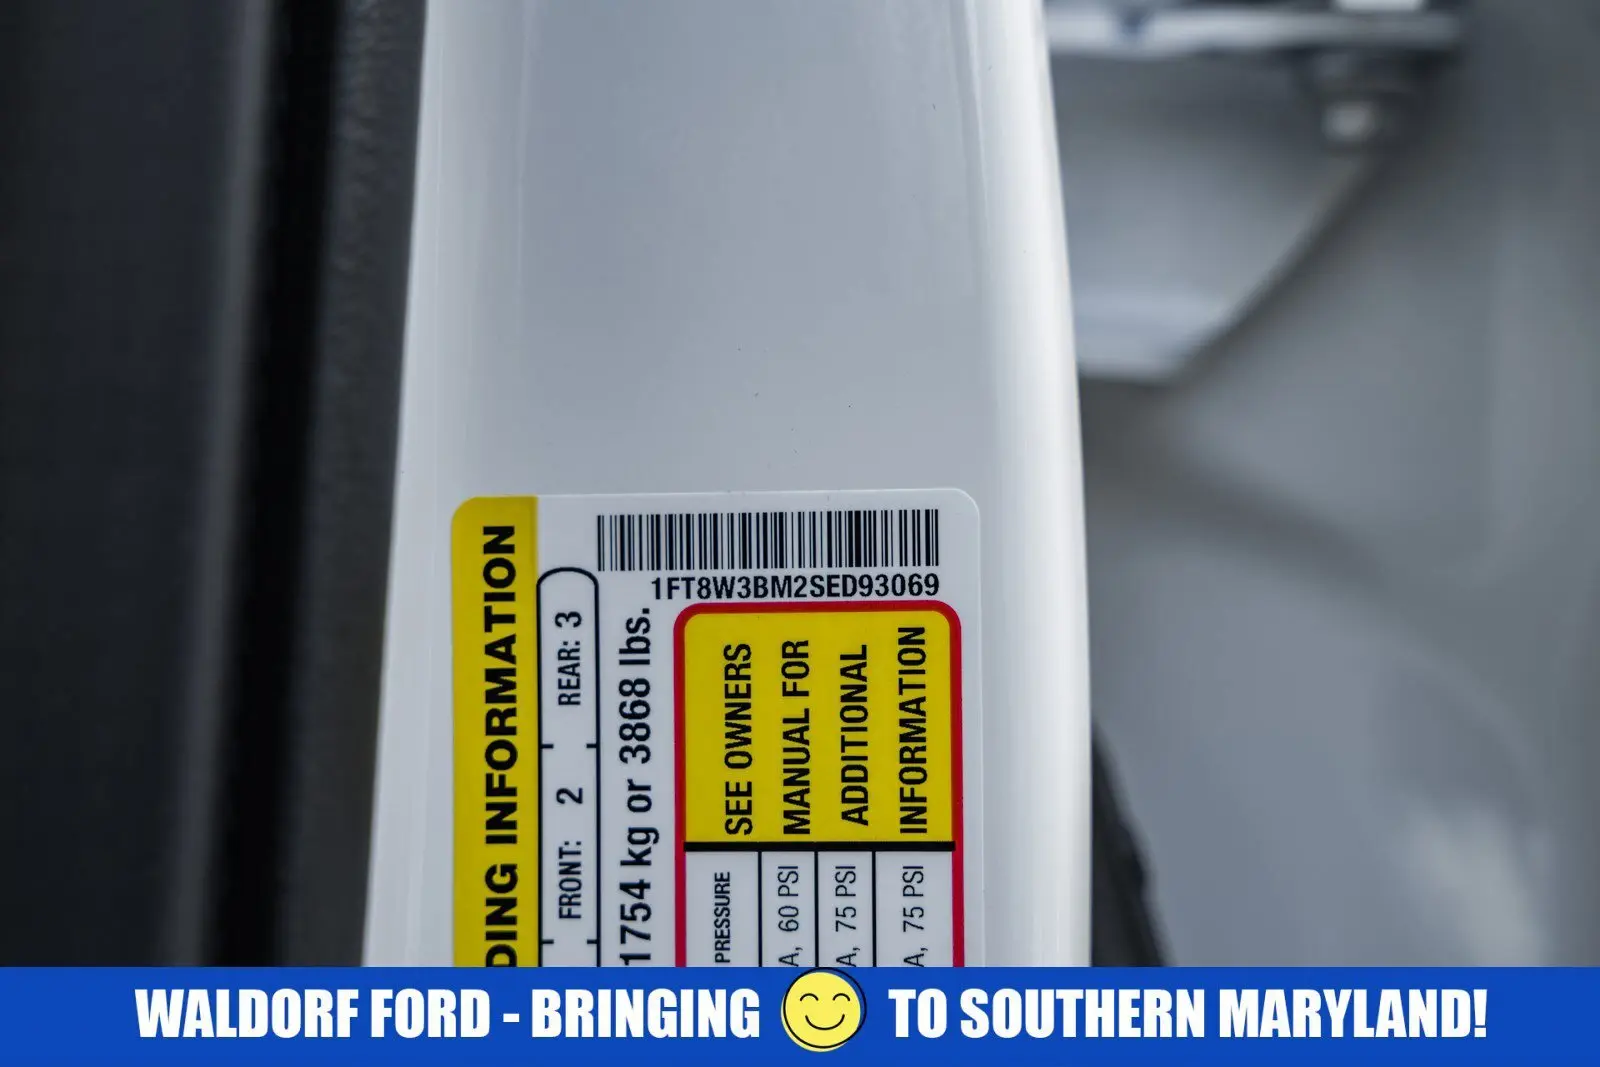 1FT8W3BM2SED93069
DING INFORMATION
FRONT: 2 REAR: 3
1754 kg or 3868 lbs.
PRESSURE
A, 60 PSI
A, 75 PSI
A, 75 PSI
SEE OWNERS
MANUAL FOR
ADDITIONAL
INFORMATION
WALDORF FORD - BRINGING TO SOUTHERN MARYLAND!